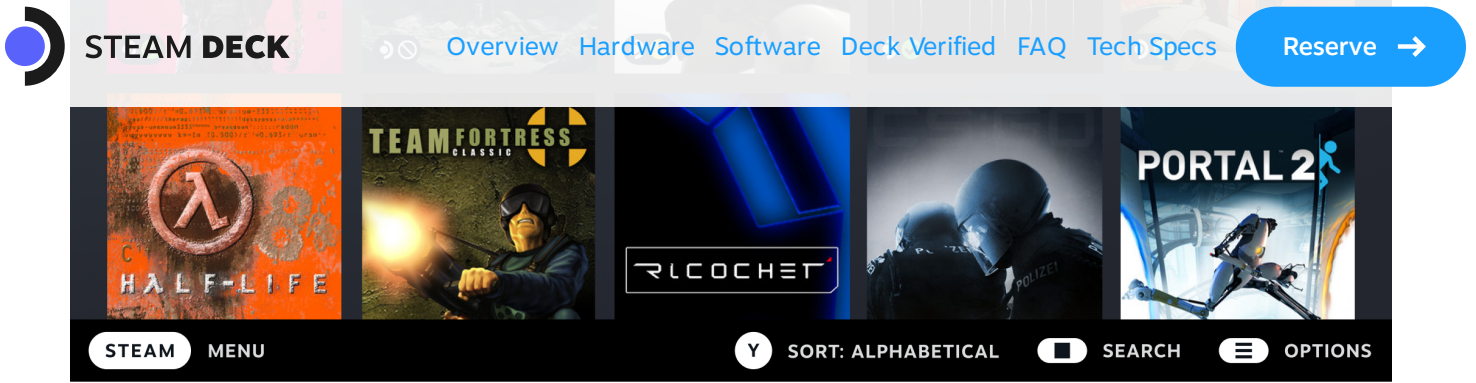 STEAM DECK
Overview Hardware Software Deck Verified FAQ Tech Specs
Reserve →
HALF-LIFE
TEAM FORTRESS
CLASSIC
RICOCHET
POLIZEI
PORTAL 2
STEAM MENU
Y SORT: ALPHABETICAL SEARCH OPTIONS